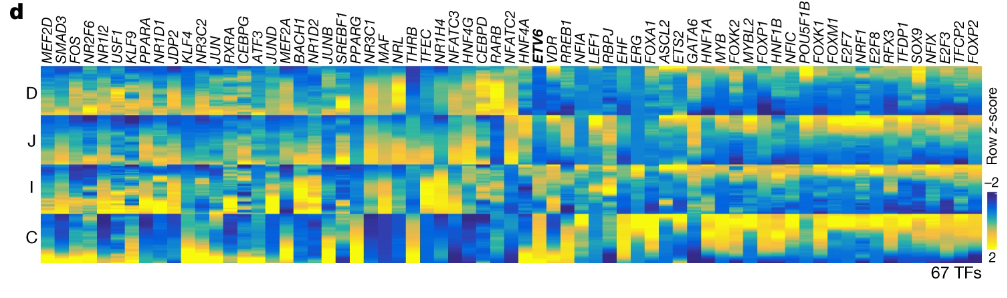 d
MEF2D
SMAD3
FOS
NR2F6
NR1I2
USF1
KLF9
PPARA
NR1D1
JDP2
KLF4
NR3C2
JUN
RXRA
CEBPG
ATF3
JUND
MEF2A
BACH1
NR1D2
JUNB
SREBF1
PPARG
NR3C1
MAF
NRL
THRB
TFEC
NR1H4
NFATC3
HNF4G
CEBPD
RARB
NFATC2
HNF4A
ETV6
VDR
RREB1
NFIA
LEF1
RBPJ
EHF
ERG
FOXA1
ASCL2
ETS2
GATA6
HNF1A
MYB
FOXK2
MYBL2
FOXP1
HNF1B
NFIC
POU5F1B
FOXK1
FOXM1
E2F7
NRF1
E2F8
RFX3
TFDP1
SOX9
NFIX
E2F3
TFCP2
FOXP2
D
J
I
C
Row z-score
–2
2
67 TFs